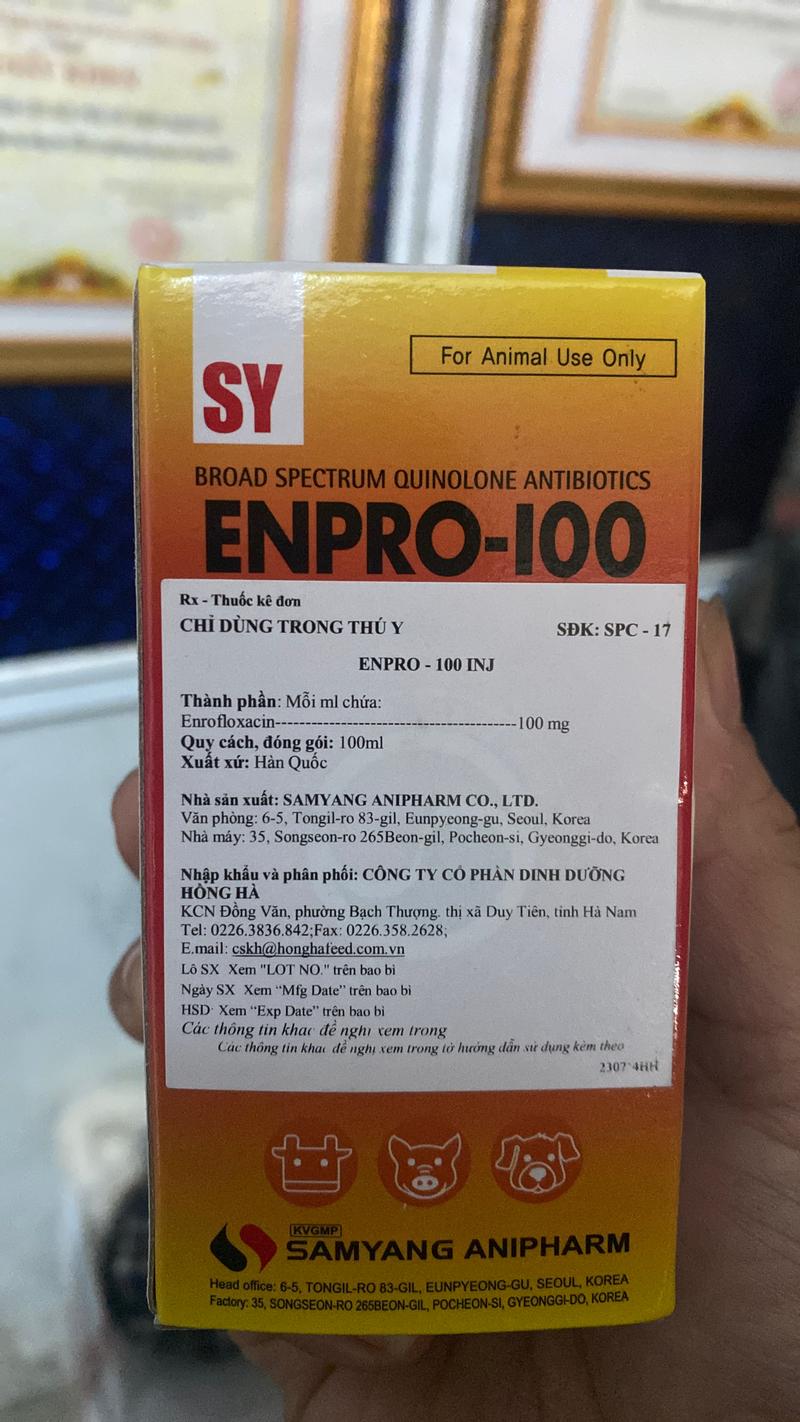 SY
For Animal Use Only
BROAD SPECTRUM QUINOLONE ANTIBIOTICS
ENPRO-100
Rx - Thuốc kê đơn
CHỈ DÙNG TRONG THÚ Y SĐK: SPC - 17
ENPRO - 100 INJ
Thành phần: Mỗi ml chứa:
Enrofloxacin----------------------------------------100 mg
Quy cách, đóng gói: 100ml
Xuất xứ: Hàn Quốc
Nhà sản xuất: SAMYANG ANIPHARM CO., LTD.
Văn phòng: 6-5, Tongil-ro 83-gil, Eunpyeong-gu, Seoul, Korea
Nhà máy: 35, Songseon-ro 265Beon-gil, Pocheon-si, Gyeonggi-do, Korea
Nhập khẩu và phân phối: CÔNG TY CỔ PHẦN DINH DƯỠNG
HỒNG HÀ
KCN Đồng Văn, phường Bạch Thượng. thị xã Duy Tiên, tỉnh Hà Nam
Tel: 0226.3836.842;Fax: 0226.358.2628;
E.mail: cskh@honghafeed.com.vn
Lô SX Xem "LOT NO." trên bao bì
Ngày SX Xem “Mfg Date” trên bao bì
HSD Xem “Exp Date” trên bao bì
Các thông tin khác đề nghị xem trong
Các thông tin khác đề nghị xem trong tờ hướng dẫn sử dụng kèm theo
KVGMP
SAMYANG ANIPHARM
Head office: 6-5, TONGIL-RO 83-GIL, EUNPYEONG-GU, SEOUL, KOREA
Factory: 35, SONGSEON-RO 265BEON-GIL, POCHEON-SI, GYEONGGI-DO, KOREA